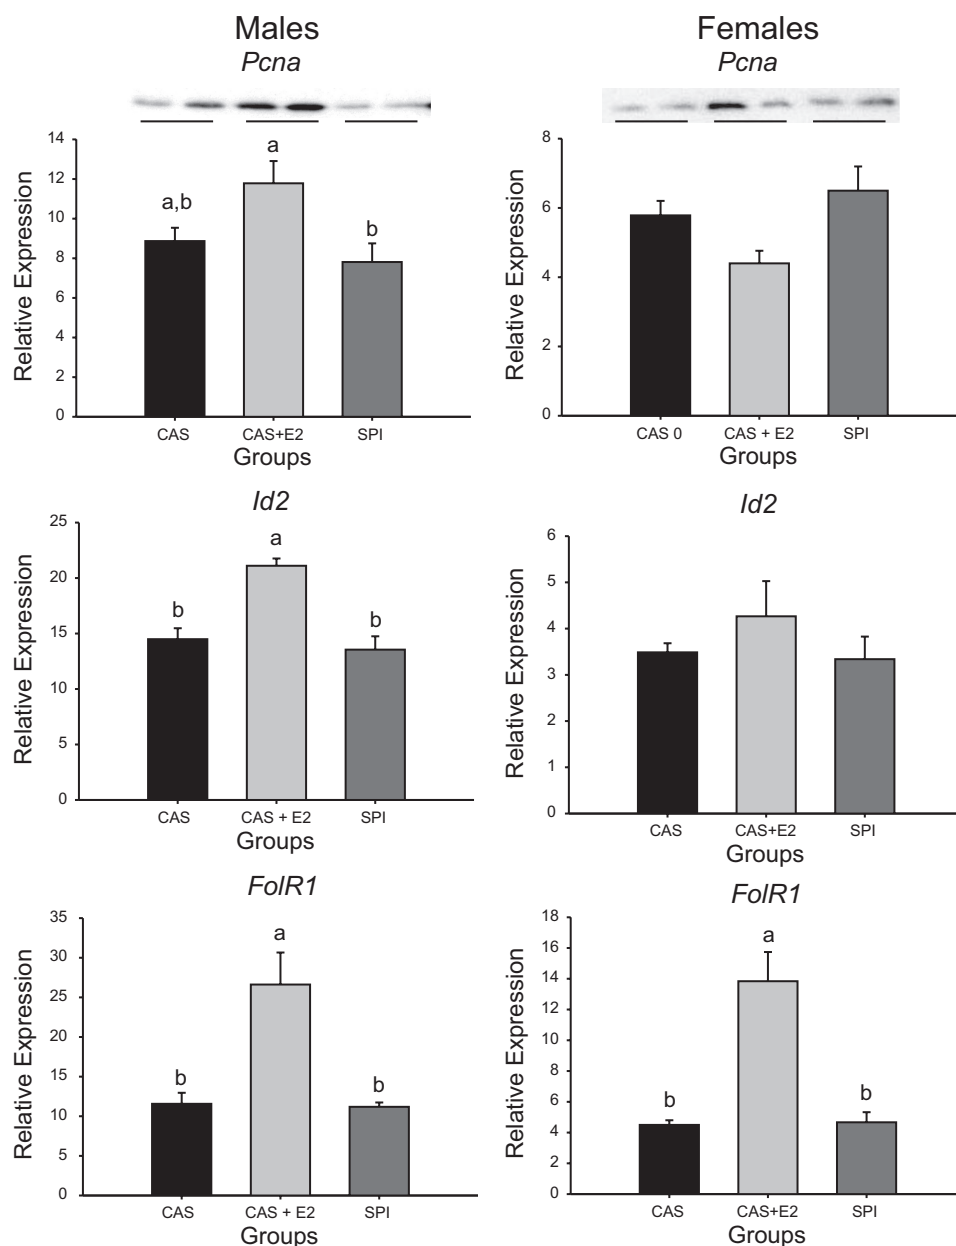 Males
Pcna
14
12
10
8
6
4
2
0
Relative Expression
a,b
a
b
CAS
CAS+E2
SPI
Groups
Females
Pcna
8
6
4
2
0
Relative Expression
CAS 0
CAS + E2
SPI
Groups
Id2
25
20
15
10
5
0
Relative Expression
b
a
b
CAS
CAS + E2
SPI
Groups
Id2
6
5
4
3
2
1
0
Relative Expression
CAS
CAS+E2
SPI
Groups
FolR1
35
30
25
20
15
10
5
0
Relative Expression
b
a
b
CAS
CAS + E2
SPI
Groups
FolR1
18
16
14
12
10
8
6
4
2
0
Relative Expression
b
a
b
CAS
CAS+E2
SPI
Groups